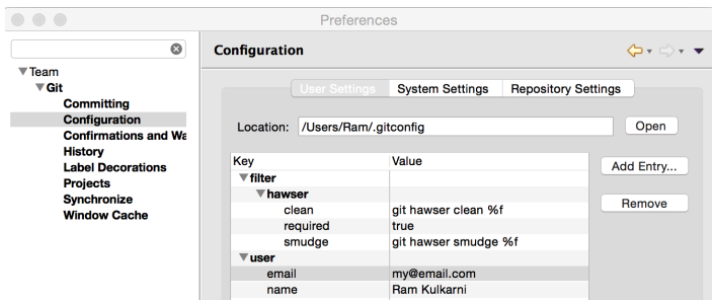 Preferences
Configuration
Team
Git
Committing
Configuration
Confirmations and Wa
History
Label Decorations
Projects
Synchronize
Window Cache
User Settings
System Settings
Repository Settings
Location: /Users/Ram/.gitconfig
Open
Key Value
filter
hawser
clean git hawser clean %f
required true
smudge git hawser smudge %f
user
email my@email.com
name Ram Kulkarni
Add Entry...
Remove